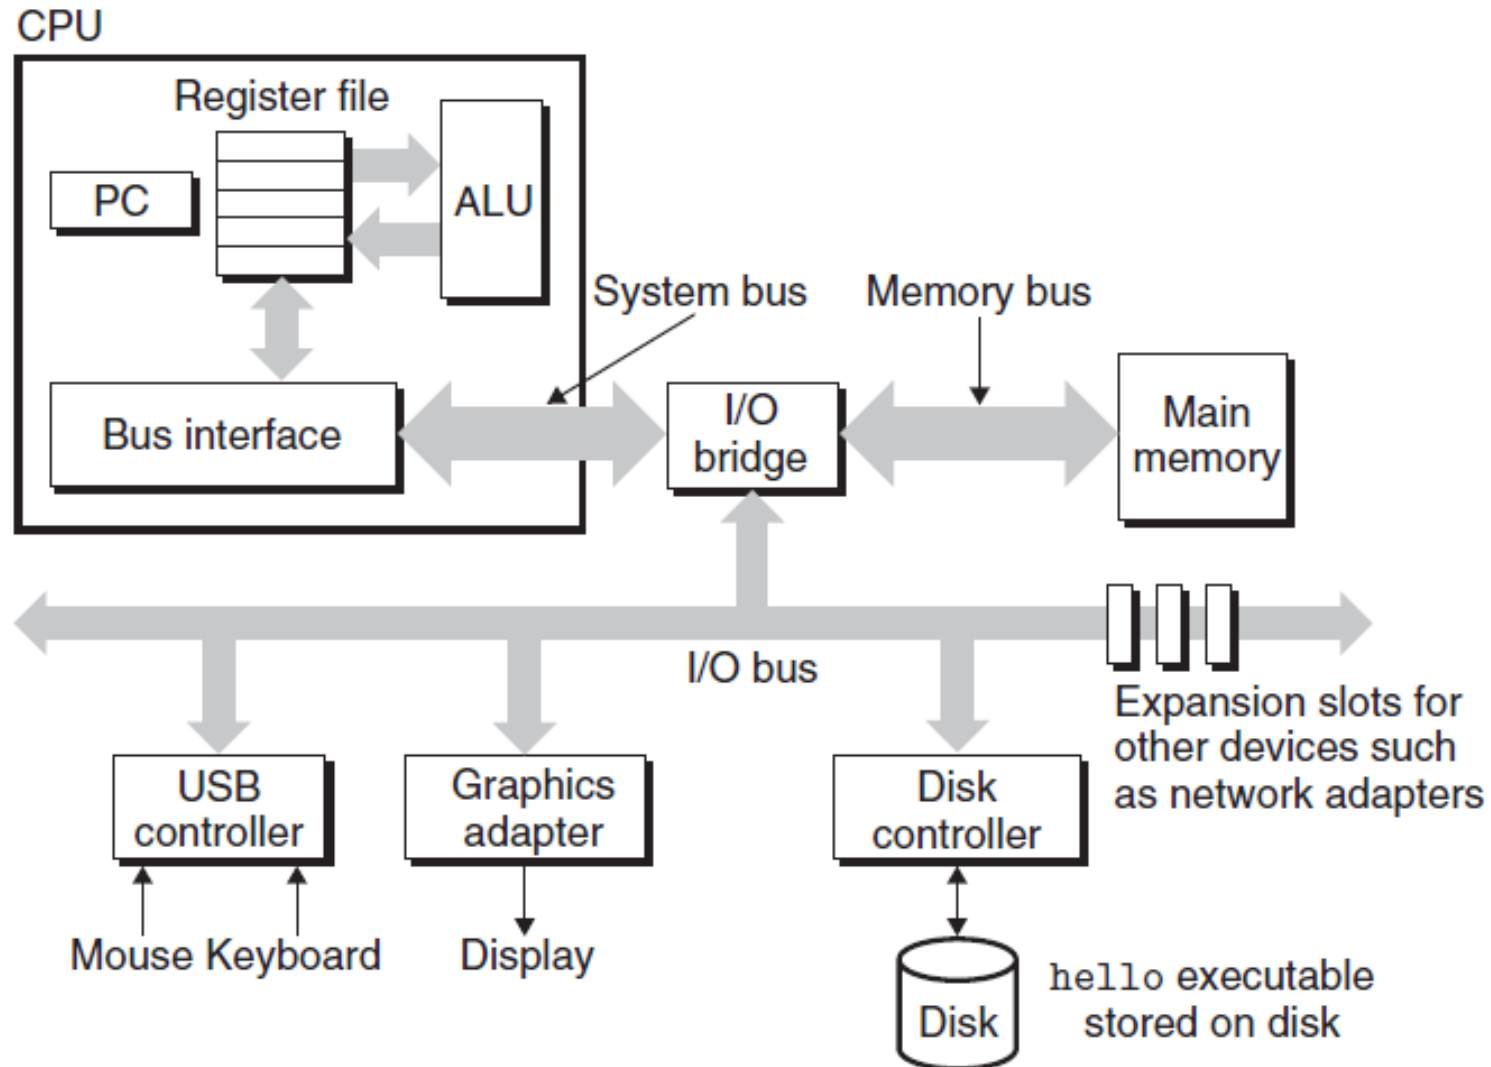 CPU
Register file
PC
ALU
System bus
Memory bus
Bus interface
I/O
bridge
Main
memory
I/O bus
Expansion slots for
other devices such
as network adapters
USB
controller
Graphics
adapter
Disk
controller
Mouse Keyboard
Display
Disk
hello executable
stored on disk